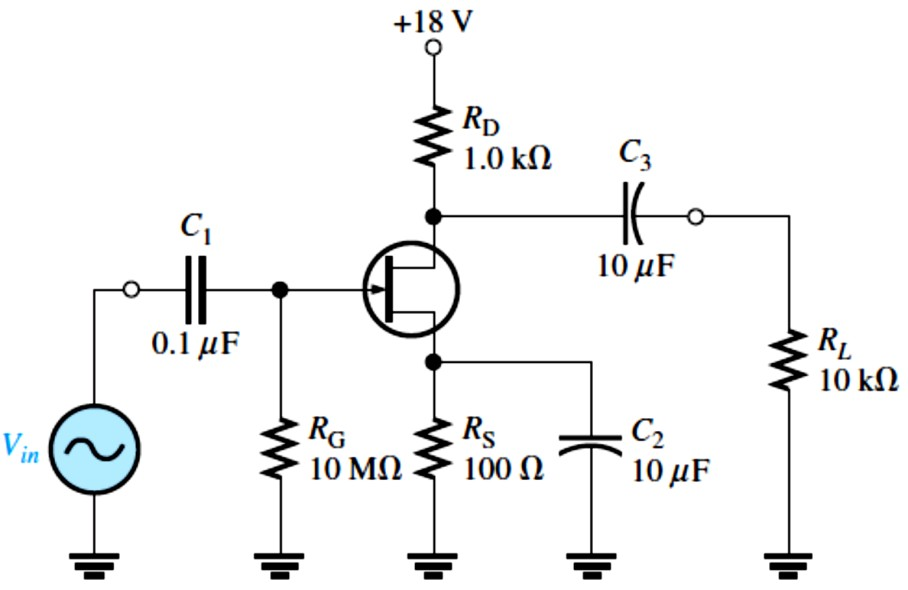 +18 V
R_D
1.0 kΩ
C_3
10 μF
C_1
0.1 μF
R_L
10 kΩ
V_in
R_G
10 MΩ
R_S
100 Ω
C_2
10 μF